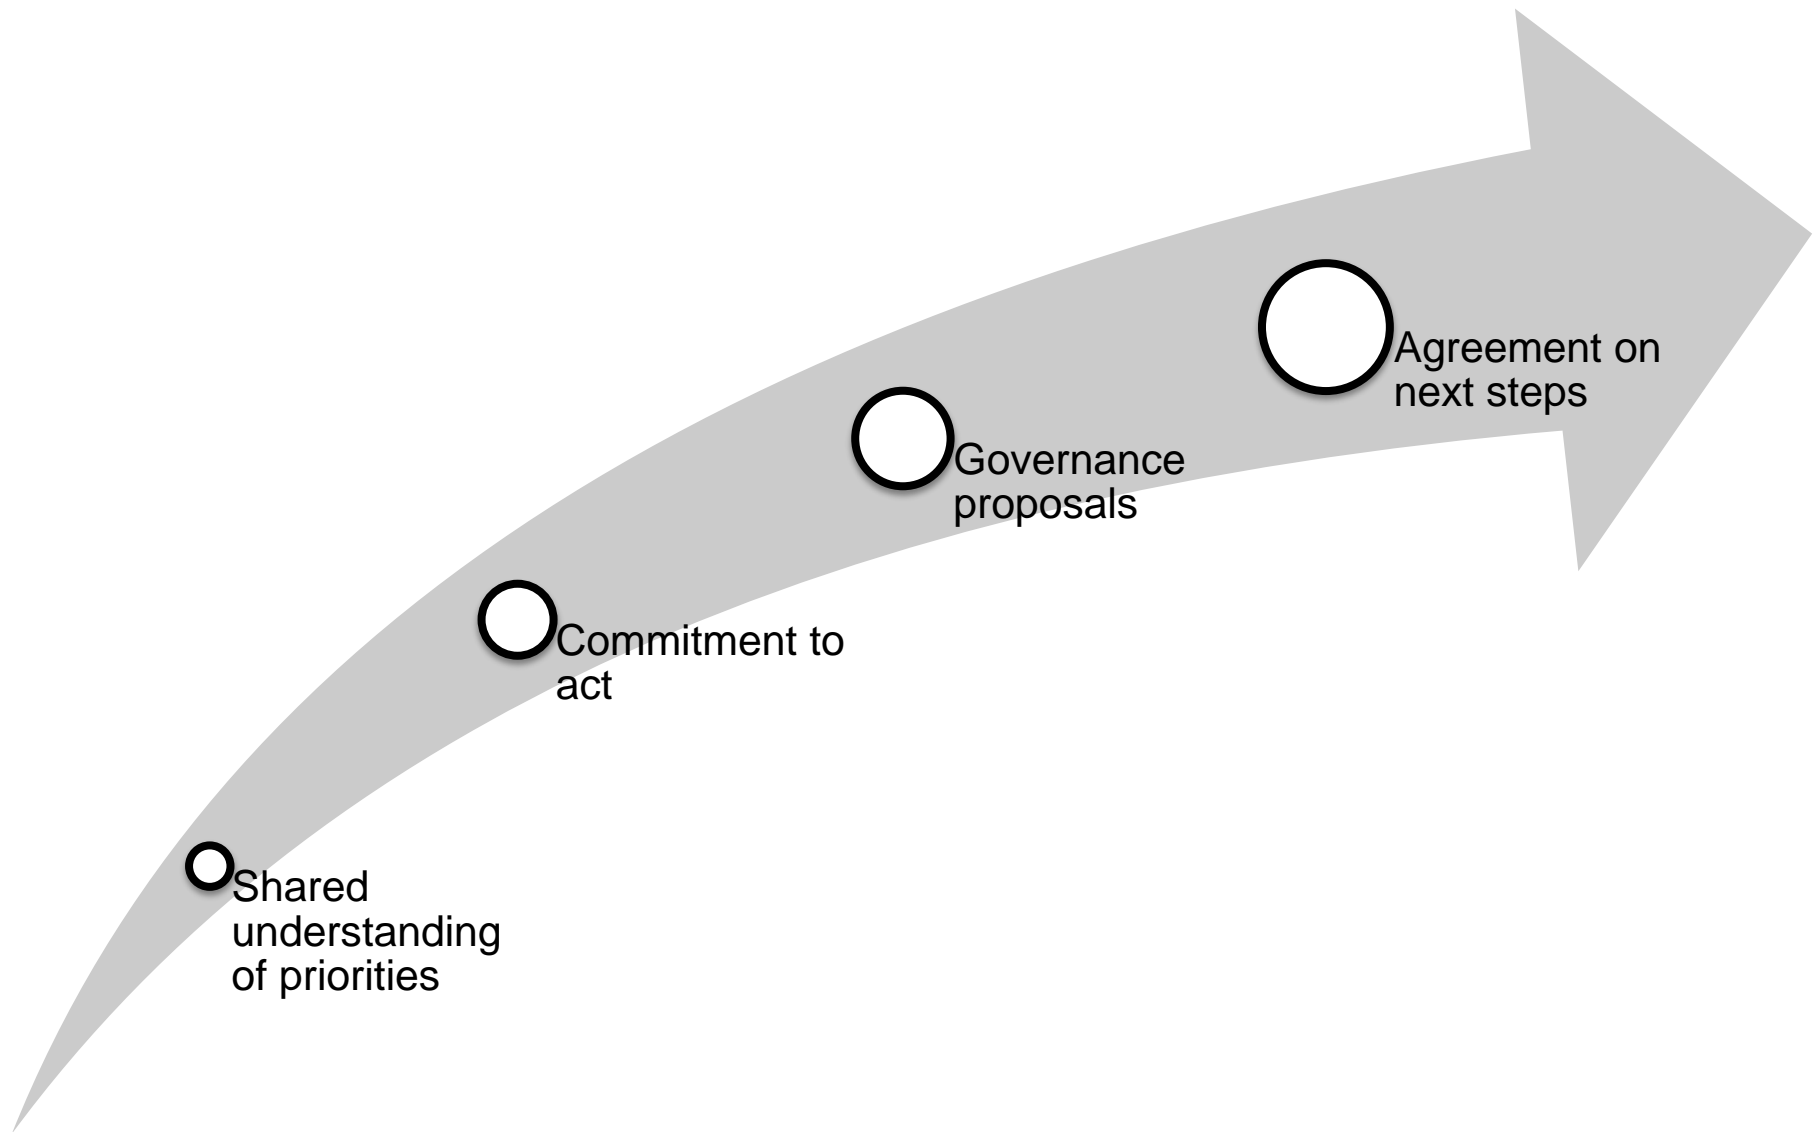 Agreement on
next steps
Governance
proposals
Commitment to
act
Shared
understanding
of priorities